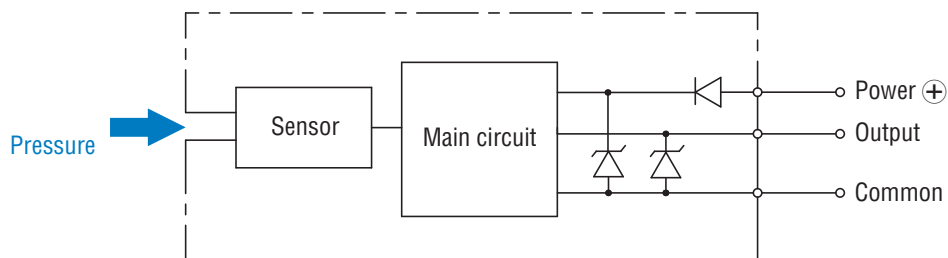 Pressure
Sensor
Main circuit
Power ⊕
Output
Common